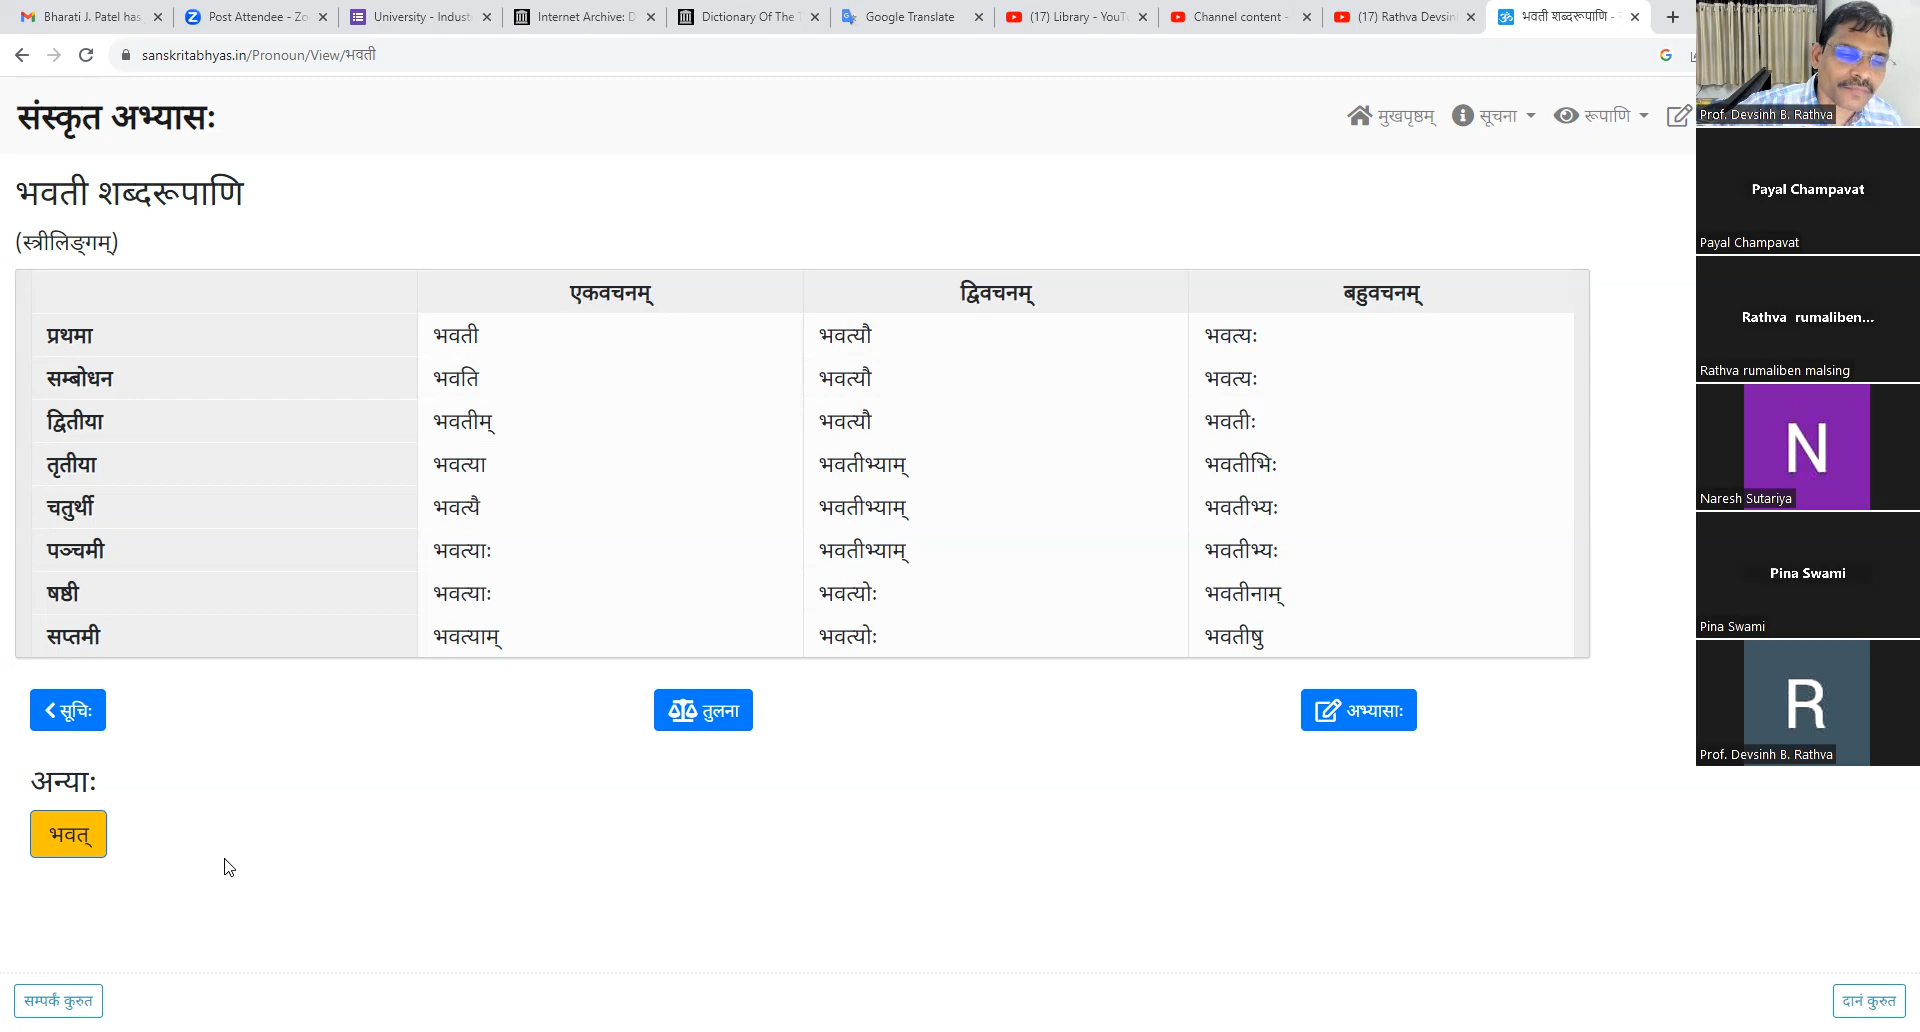 Bharati J. Patel has
Post Attendee - Zo
University - Indust
Internet Archive: D
Dictionary Of The
Google Translate
(17) Library - YouTu
Channel content -
(17) Rathva Devsin
भवती शब्दरूपाणि -
sanskritabhyas.in/Pronoun/View/भवती
संस्कृत अभ्यासः
मुखपृष्ठम् सूचना रूपाणि
Prof. Devsinh B. Rathva
भवती शब्दरूपाणि
(स्त्रीलिङ्गम्)
एकवचनम् द्विवचनम् बहुवचनम्
प्रथमा भवती भवत्यौ भवत्यः
सम्बोधन भवति भवत्यौ भवत्यः
द्वितीया भवतीम् भवत्यौ भवतीः
तृतीया भवत्या भवतीभ्याम् भवतीभिः
चतुर्थी भवत्यै भवतीभ्याम् भवतीभ्यः
पञ्चमी भवत्याः भवतीभ्याम् भवतीभ्यः
षष्ठी भवत्याः भवत्योः भवतीनाम्
सप्तमी भवत्याम् भवत्योः भवतीषु
सूचिः तुलना अभ्यासाः
अन्याः
भवत्
सम्पर्कं कुरुत दानं कुरुत
Payal Champavat
Payal Champavat
Rathva rumaliben...
Rathva rumaliben malsing
N
Naresh Sutariya
Pina Swami
Pina Swami
R
Prof. Devsinh B. Rathva